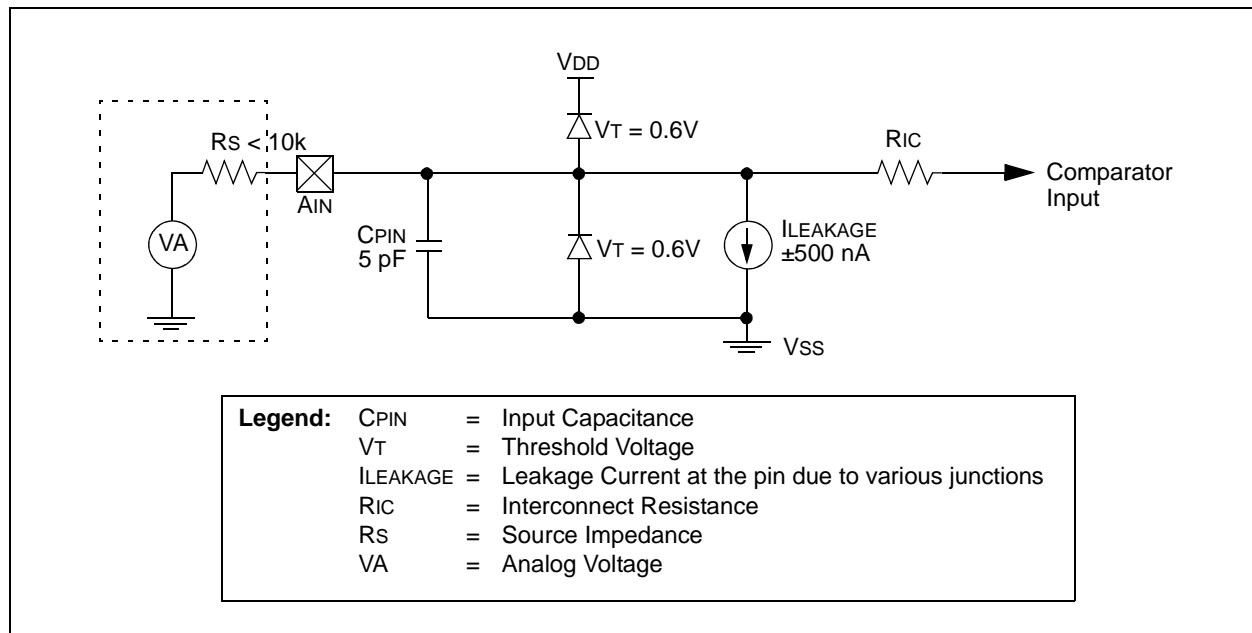 VDD
VT = 0.6V
RS < 10k
RIC
AIN
Comparator
Input
VA
CPIN
5 pF
VT = 0.6V
ILEAKAGE
±500 nA
VSS
Legend: CPIN = Input Capacitance
VT = Threshold Voltage
ILEAKAGE = Leakage Current at the pin due to various junctions
RIC = Interconnect Resistance
RS = Source Impedance
VA = Analog Voltage